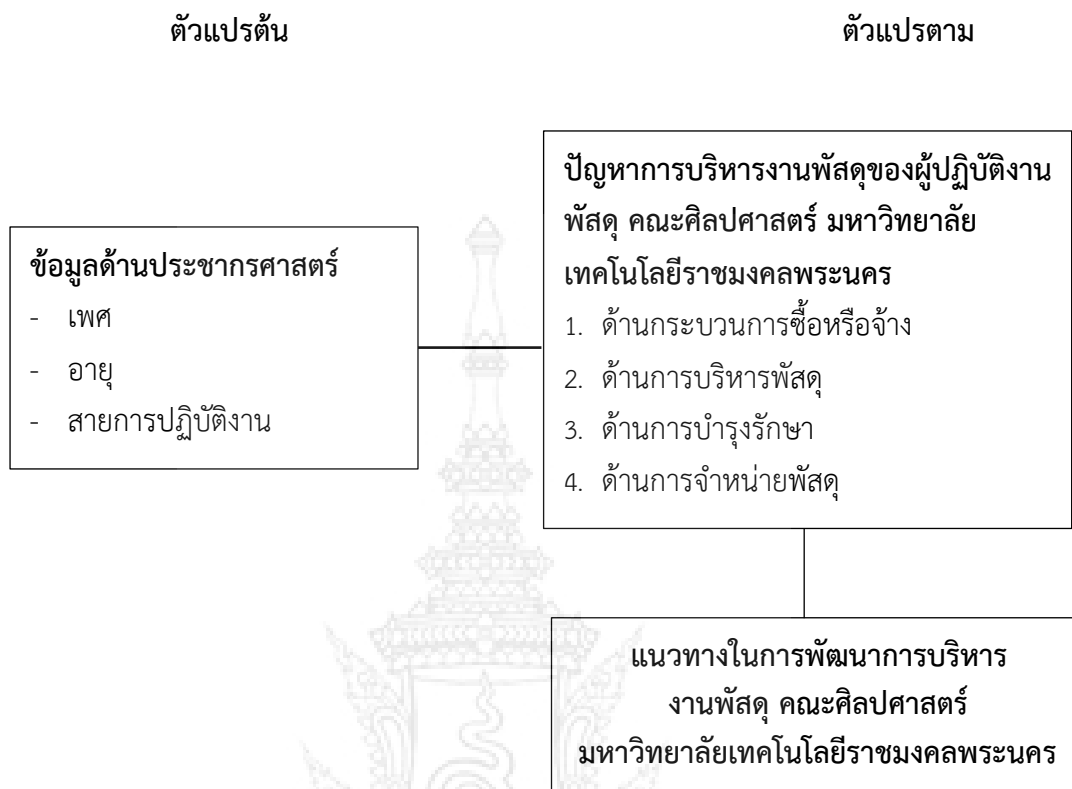 ตัวแปรต้น
ตัวแปรตาม
ข้อมูลด้านประชากรศาสตร์
- เพศ
- อายุ
- สายการปฏิบัติงาน
ปัญหาการบริหารงานพัสดุของผู้ปฏิบัติงาน
พัสดุ คณะศิลปศาสตร์ มหาวิทยาลัย
เทคโนโลยีราชมงคลพระนคร
1. ด้านกระบวนการซื้อหรือจ้าง
2. ด้านการบริหารพัสดุ
3. ด้านการบำรุงรักษา
4. ด้านการจำหน่ายพัสดุ
แนวทางในการพัฒนาการบริหาร
งานพัสดุ คณะศิลปศาสตร์
มหาวิทยาลัยเทคโนโลยีราชมงคลพระนคร